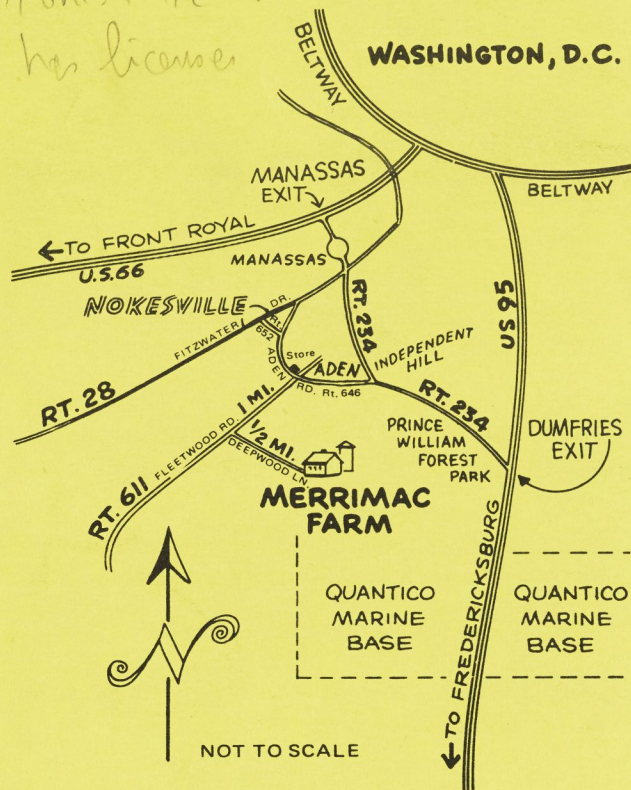 has licenses
BELTWAY
WASHINGTON, D.C.
MANASSAS
EXIT
BELTWAY
←TO FRONT ROYAL
U.S.66
MANASSAS
NOKESVILLE
DR.
Rt.
652
FITZWATER
RT. 234
US 95
Store
ADEN
INDEPENDENT
HILL
ADEN
RD. Rt. 646
RT. 28
1 MI.
RT. 234
FLEETWOOD RD.
1/2 MI.
DEEPWOOD LN.
PRINCE
WILLIAM
FOREST
PARK
DUMFRIES
EXIT
RT. 611
MERRIMAC
FARM
QUANTICO
MARINE
BASE
QUANTICO
MARINE
BASE
←TO FREDERICKSBURG
N
NOT TO SCALE